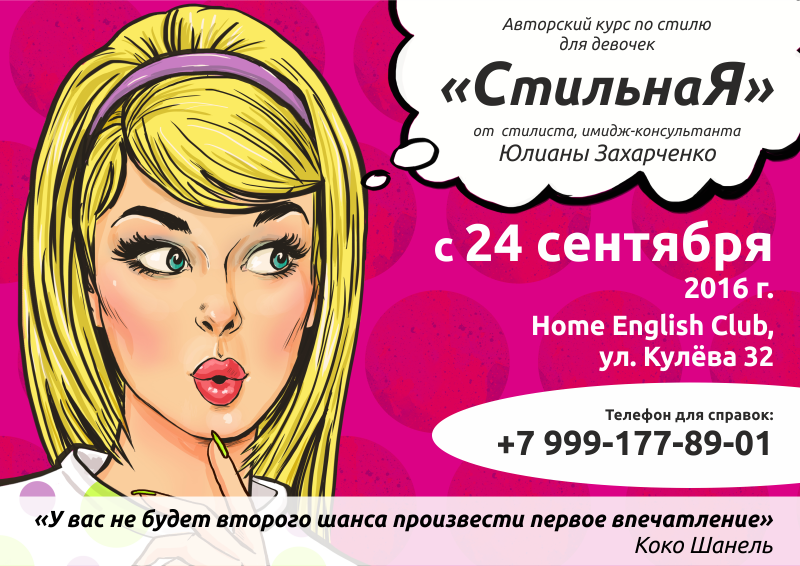 Авторский курс по стилю
для девочек
«СтильнаЯ»
от стилиста, имидж-консультанта
Юлианы Захарченко
с 24 сентября
2016 г.
Home English Club,
ул. Кулёва 32
Телефон для справок:
+7 999-177-89-01
«У вас не будет второго шанса произвести первое впечатление»
Коко Шанель